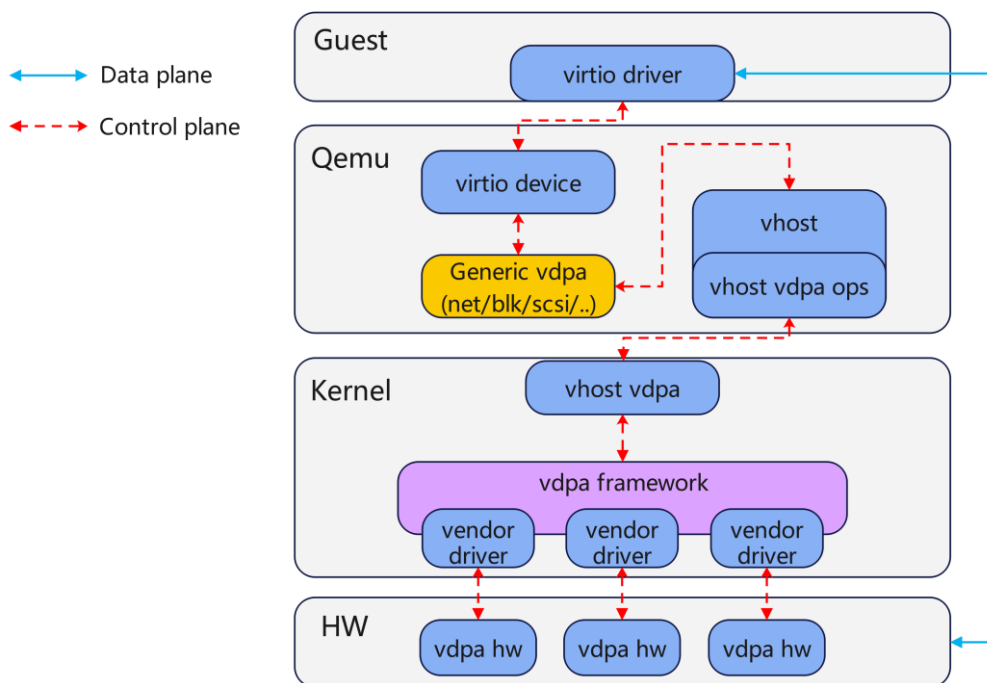 Data plane
Control plane
Guest
virtio driver
Qemu
virtio device
Generic vdpa
(net/blk/scsi/..)
vhost
vhost vdpa ops
Kernel
vhost vdpa
vdpa framework
vendor
driver
vendor
driver
vendor
driver
HW
vdpa hw
vdpa hw
vdpa hw